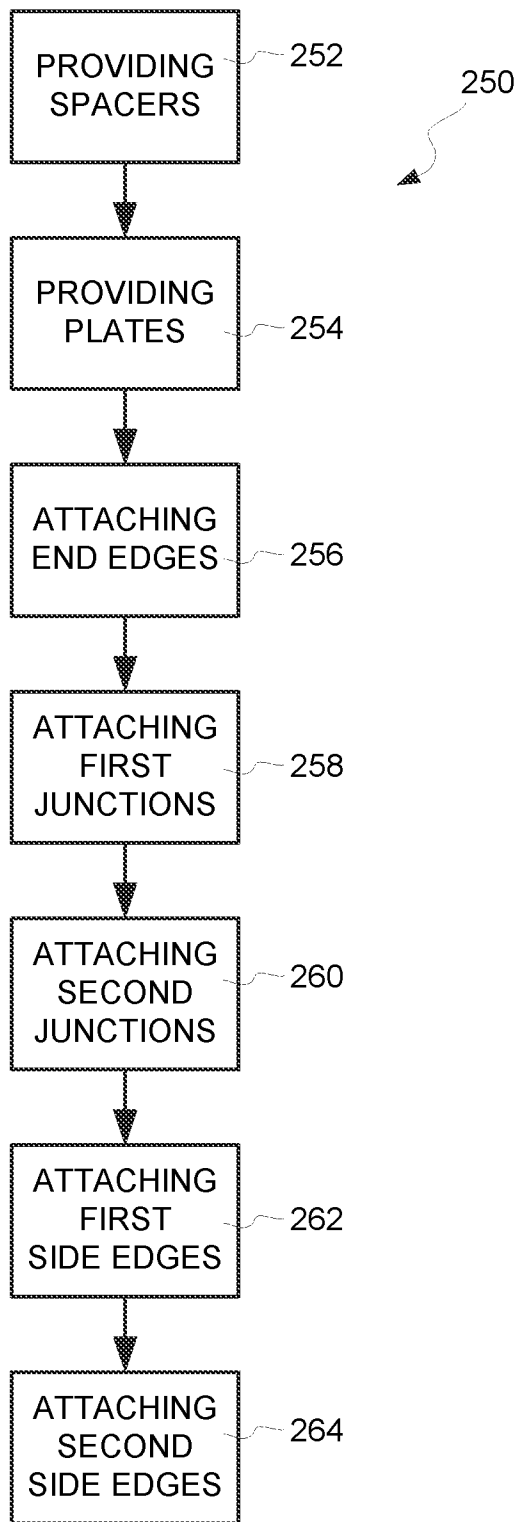 PROVIDING
SPACERS
252
250
PROVIDING
PLATES
254
ATTACHING
END EDGES
256
ATTACHING
FIRST
JUNCTIONS
258
ATTACHING
SECOND
JUNCTIONS
260
ATTACHING
FIRST
SIDE EDGES
262
ATTACHING
SECOND
SIDE EDGES
264